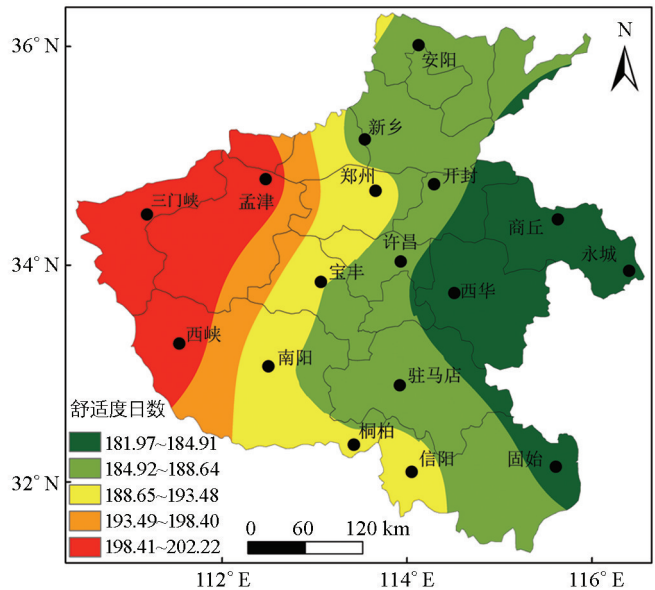 36° N
N
安阳
新乡
郑州
开封
三门峡
孟津
商丘
永城
许昌
34° N
宝丰
西华
西峡
南阳
驻马店
舒适度日数
桐柏
信阳
固始
181.97~184.91
184.92~188.64
188.65~193.48
193.49~198.40
198.41~202.22
32° N
0 60 120 km
112° E 114° E 116° E